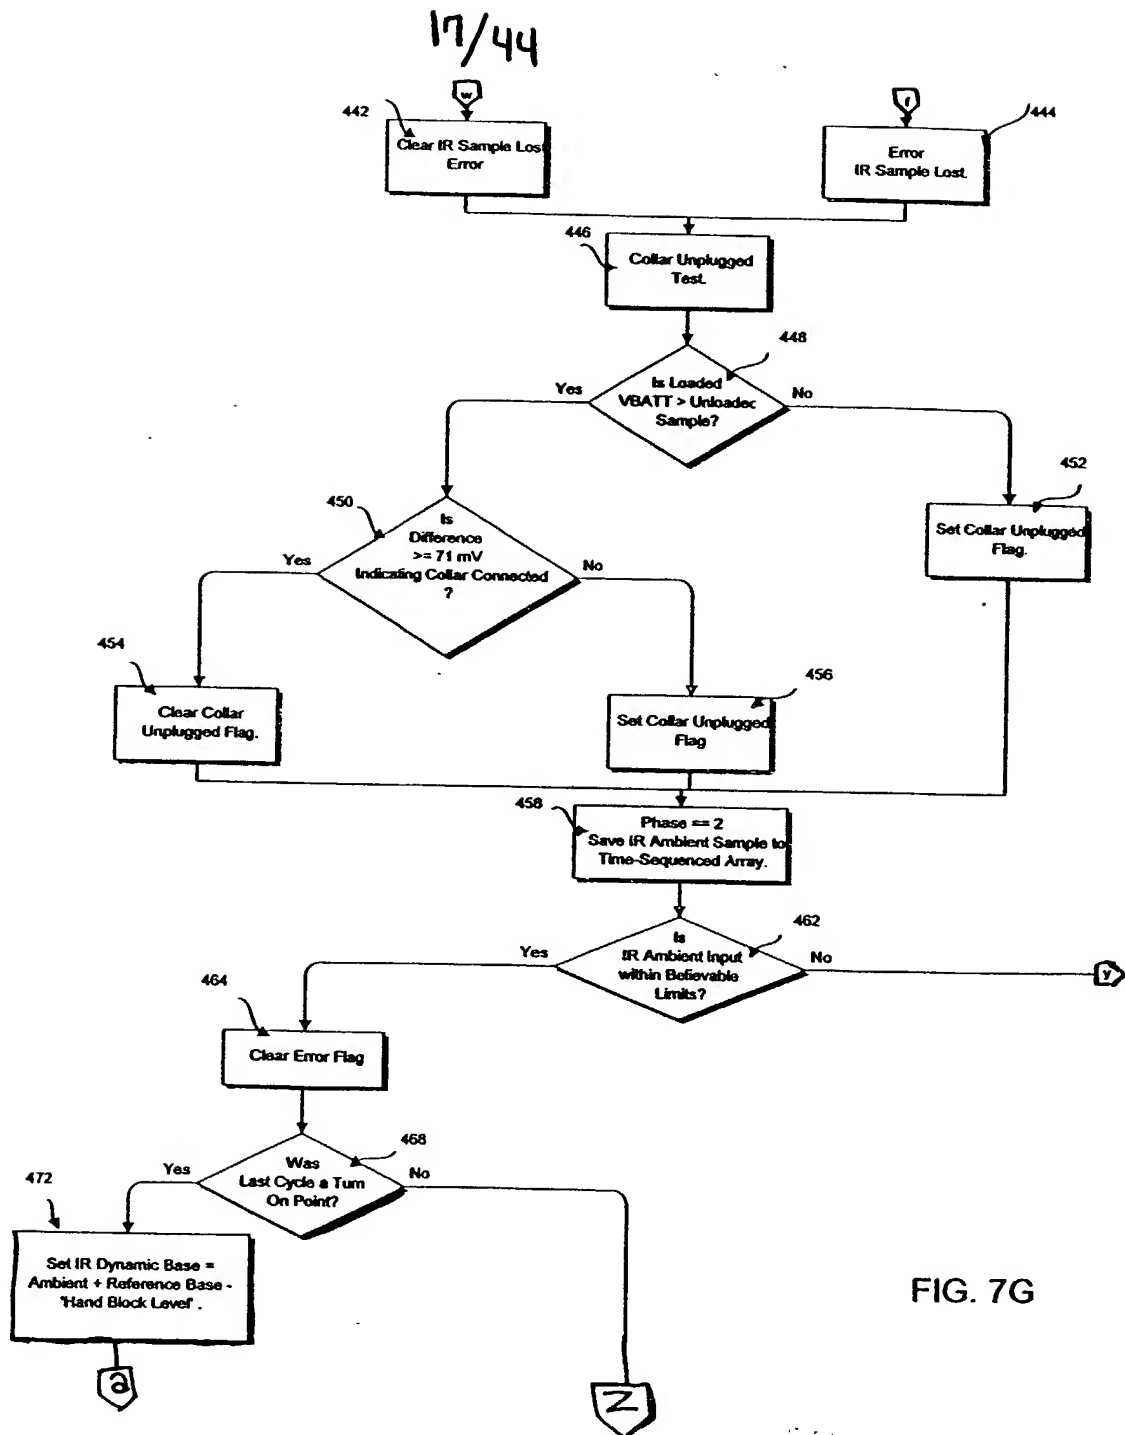 17/44
w
442
Clear IR Sample Lost
Error
444
Error
IR Sample Lost.
446
Collar Unplugged
Test.
448
Is Loaded
VBATT > Unloaded
Sample?
Yes
No
450
Is
Difference
>= 71 mV
Indicating Collar Connected
?
Yes
No
452
Set Collar Unplugged
Flag.
454
Clear Collar
Unplugged Flag.
456
Set Collar Unplugged
Flag
458
Phase == 2
Save IR Ambient Sample to
Time-Sequenced Array.
462
Is
IR Ambient Input
within Believable
Limits?
Yes
No
y
464
Clear Error Flag
468
Was
Last Cycle a Turn
On Point?
Yes
No
472
Set IR Dynamic Base =
Ambient + Reference Base -
'Hand Block Level'.
a
Z
FIG. 7G